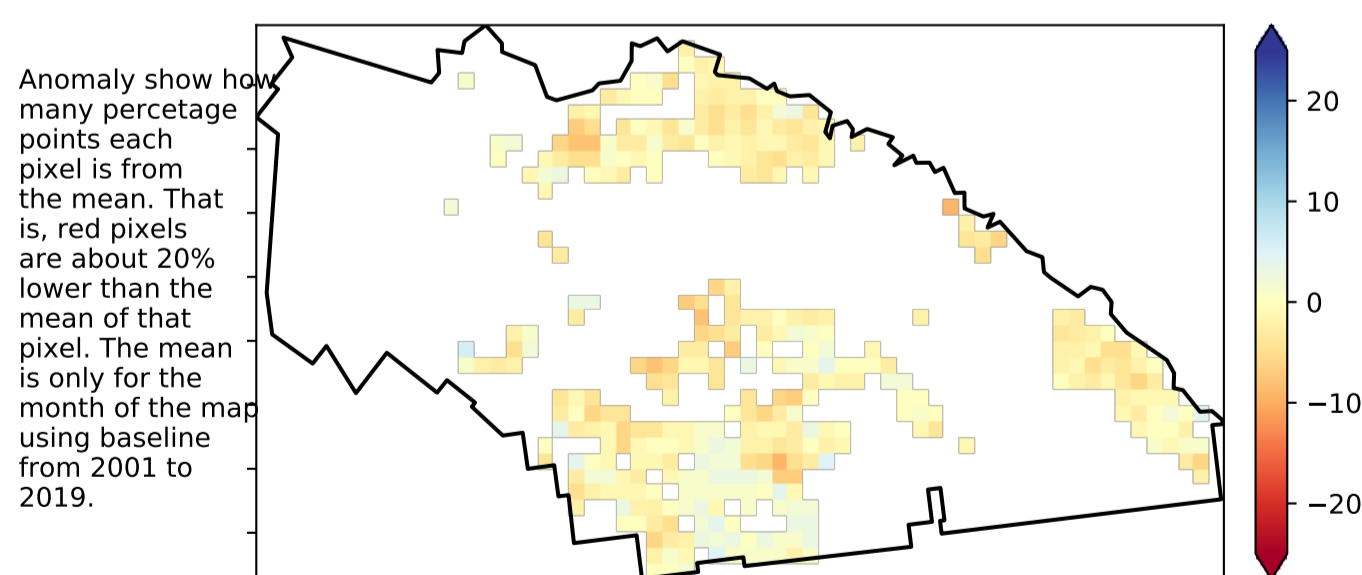 Anomaly show how
many percetage
points each
pixel is from
the mean. That
is, red pixels
are about 20%
lower than the
mean of that
pixel. The mean
is only for the
month of the map
using baseline
from 2001 to
2019.
20
10
0
−10
−20